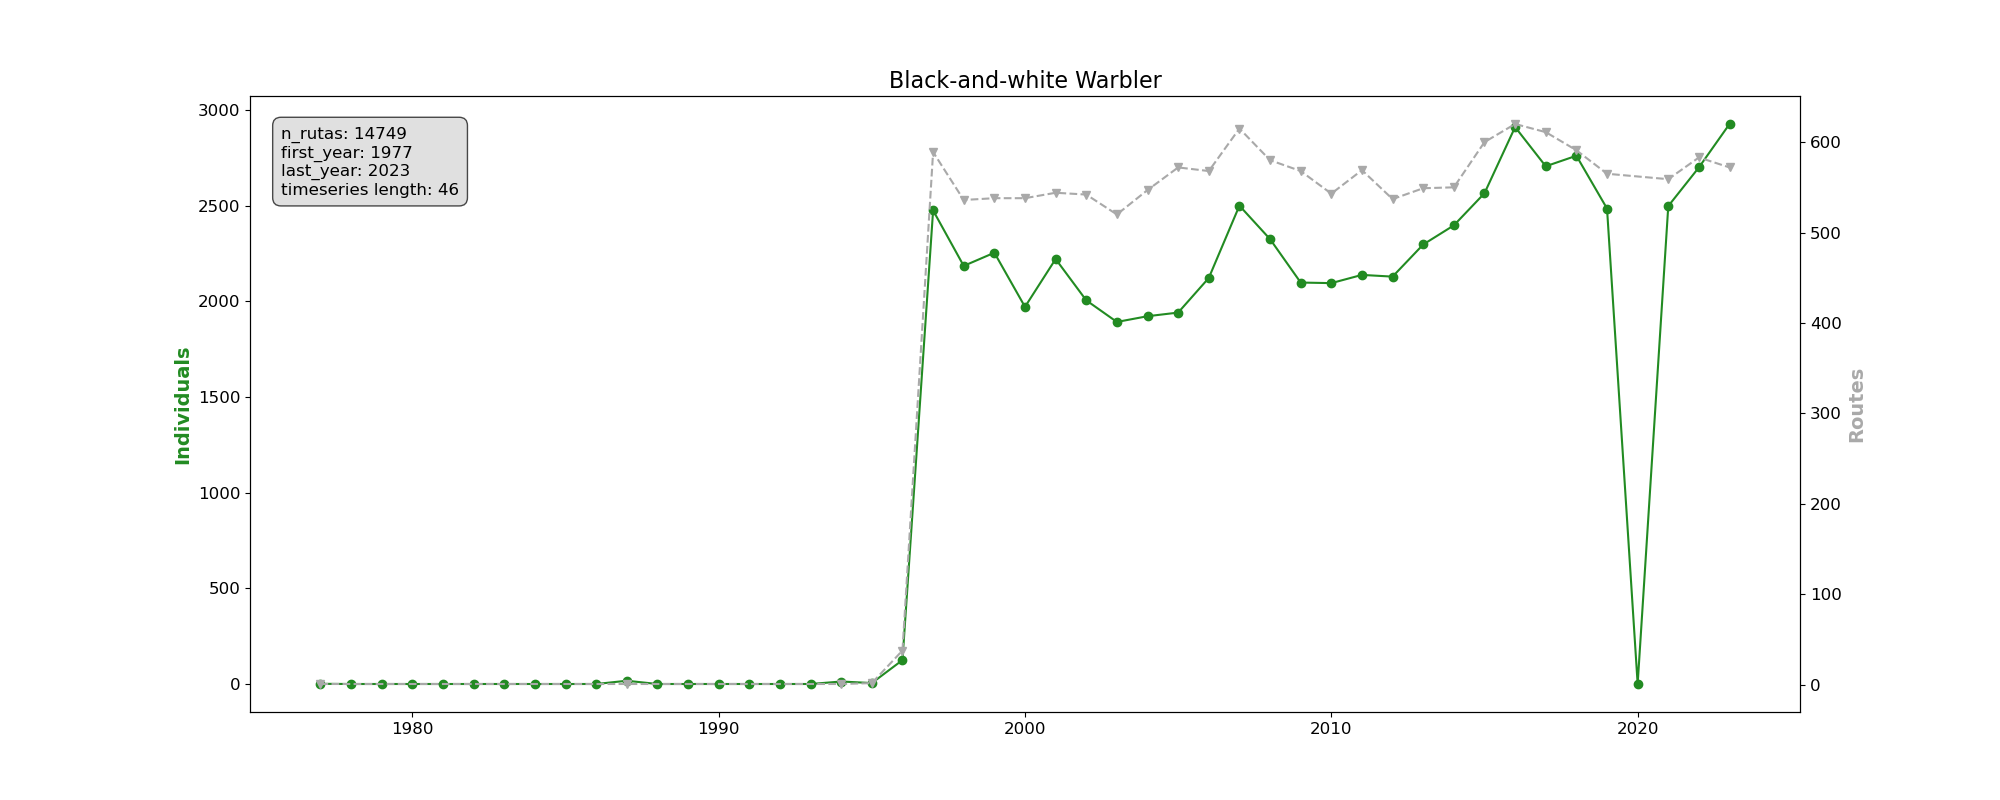 Black-and-white Warbler
n_rutas: 14749
first_year: 1977
last_year: 2023
timeseries length: 46
3000
2500
2000
1500
1000
500
0
Individuals
600
500
400
300
200
100
0
Routes
1980
1990
2000
2010
2020